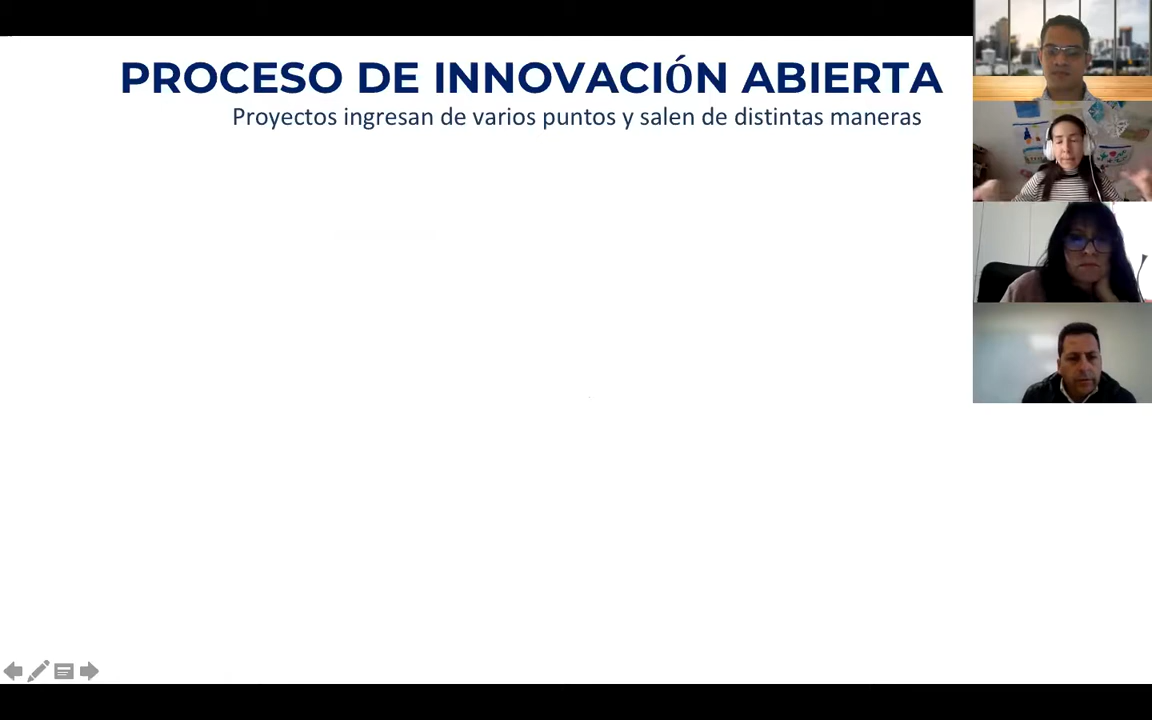 PROCESO DE INNOVACIÓN ABIERTA
Proyectos ingresan de varios puntos y salen de distintas maneras